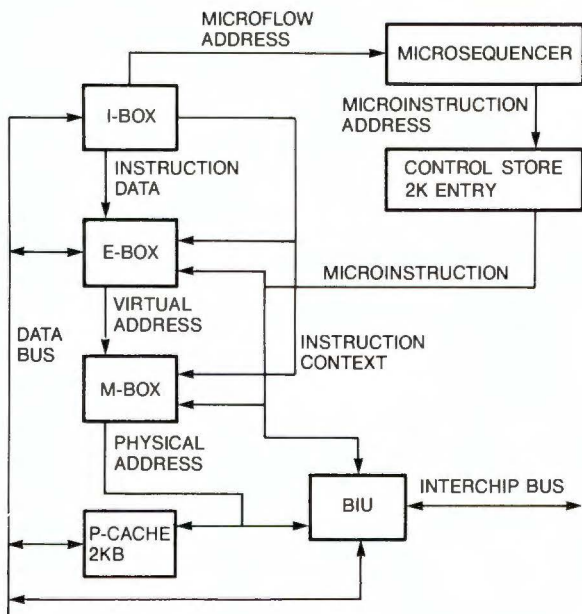 MICROFLOW
ADDRESS
MICROSEQUENCER
I-BOX
MICROINSTRUCTION
ADDRESS
INSTRUCTION
DATA
CONTROL STORE
2K ENTRY
E-BOX
MICROINSTRUCTION
VIRTUAL
ADDRESS
DATA
BUS
INSTRUCTION
CONTEXT
M-BOX
PHYSICAL
ADDRESS
BIU
INTERCHIP BUS
P-CACHE
2KB